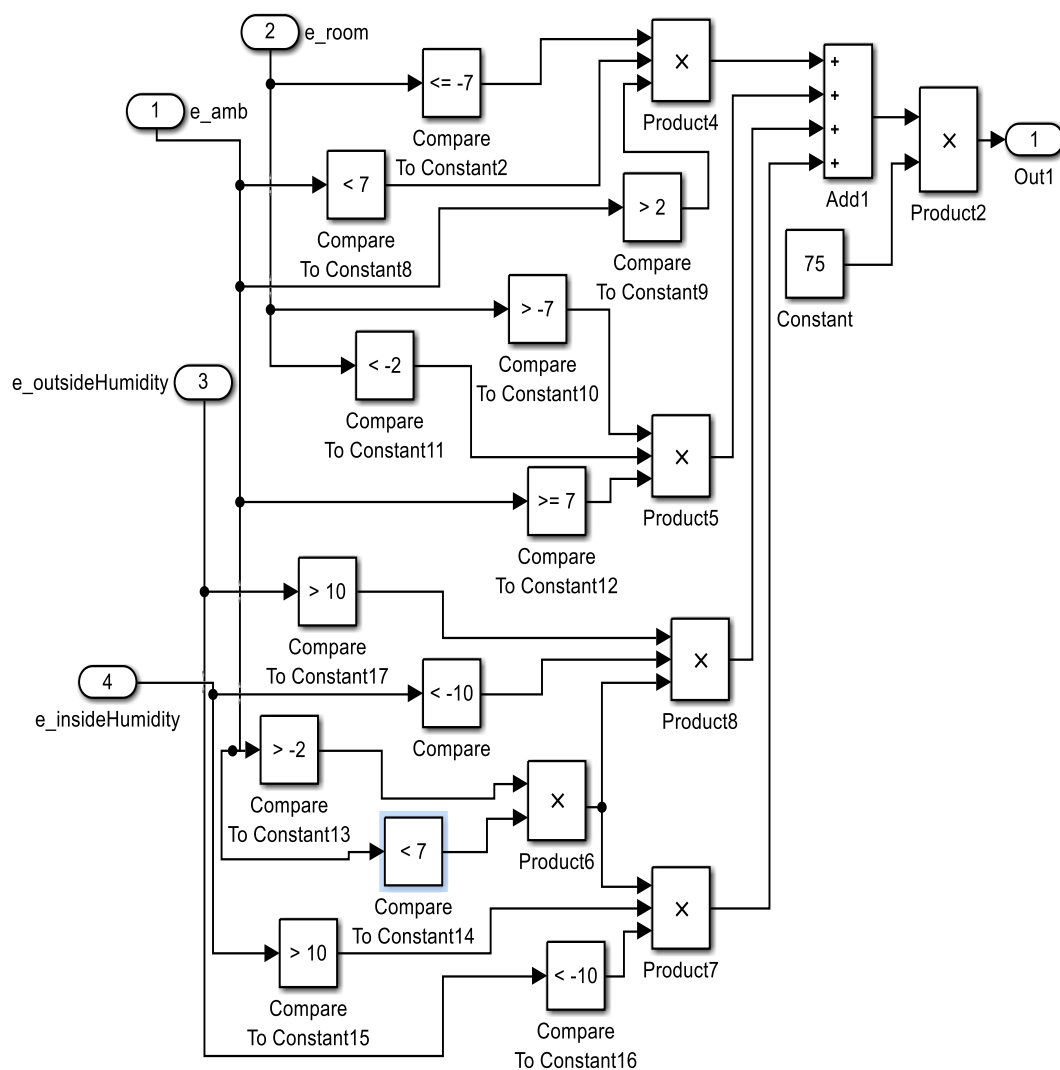 2
e_room
<= -7
Compare
To Constant2
×
Product4
+
+
+
+
Add1
×
Product2
1
Out1
1
e_amb
< 7
Compare
To Constant8
> 2
Compare
To Constant9
75
Constant
> -7
Compare
To Constant10
< -2
Compare
To Constant11
3
e_outsideHumidity
×
Product5
>= 7
Compare
To Constant12
> 10
Compare
To Constant17
×
Product8
4
e_insideHumidity
< -10
Compare
> -2
Compare
To Constant13
×
Product6
< 7
Compare
To Constant14
×
Product7
> 10
Compare
To Constant15
< -10
Compare
To Constant16